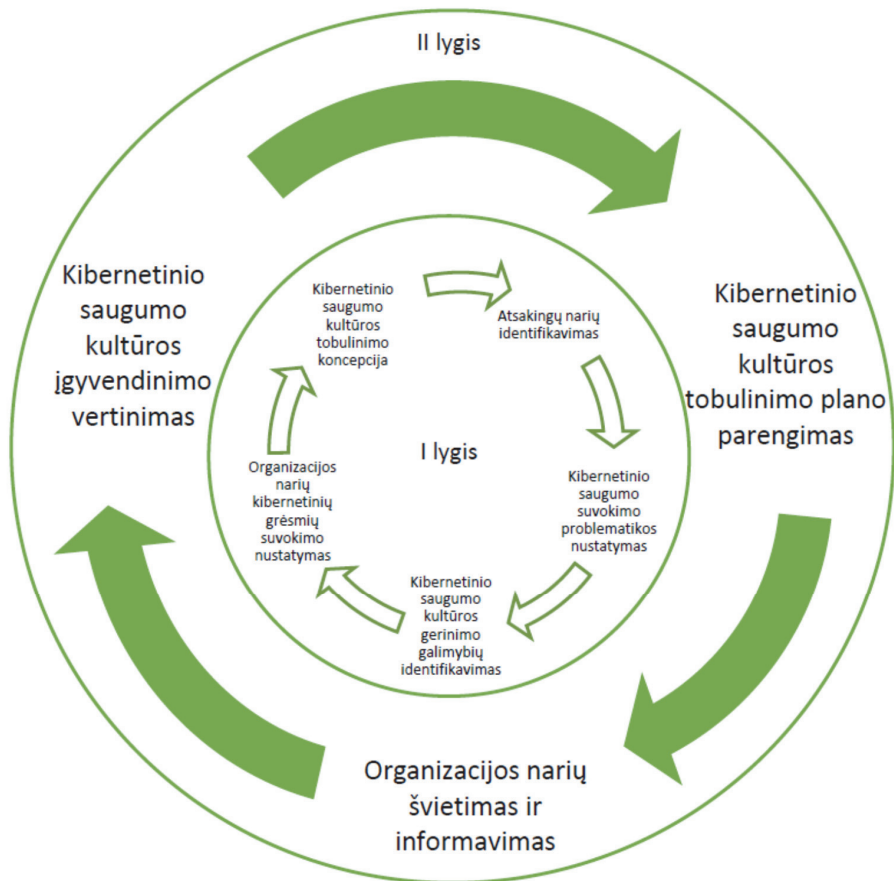 II lygis
Kibernetinio
saugumo
kultūros
įgyvendinimo
vertinimas
Kibernetinio
saugumo
kultūros
tobulinimo plano
parengimas
Organizacijos narių
švietimas ir
informavimas
I lygis
Kibernetinio
saugumo
kultūros
tobulinimo
koncepcija
Atsakingų narių
identifikavimas
Kibernetinio
saugumo
suvokimo
problematikos
nustatymas
Kibernetinio
saugumo
kultūros
gerinimo
galimybių
identifikavimas
Organizacijos
narių
kibernetinių
grėsmių
suvokimo
nustatymas